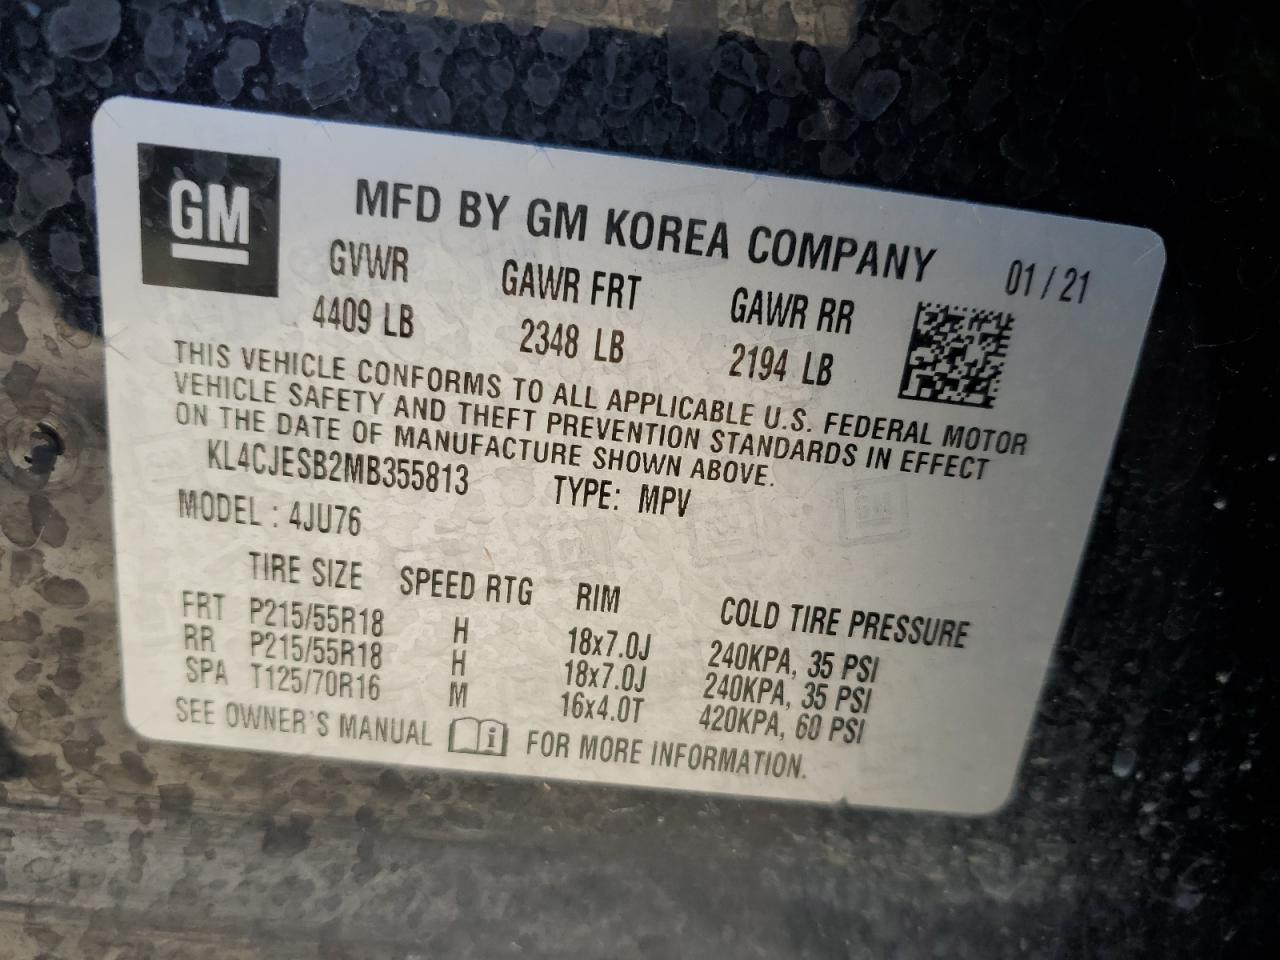 GM
MFD BY GM KOREA COMPANY 01 / 21
GVWR GAWR FRT GAWR RR
4409 LB 2348 LB 2194 LB
THIS VEHICLE CONFORMS TO ALL APPLICABLE U.S. FEDERAL MOTOR
VEHICLE SAFETY AND THEFT PREVENTION STANDARDS IN EFFECT
ON THE DATE OF MANUFACTURE SHOWN ABOVE.
KL4CJESB2MB355813 TYPE: MPV
MODEL : 4JU76
TIRE SIZE SPEED RTG RIM COLD TIRE PRESSURE
FRT P215/55R18 H 18x7.0J 240KPA, 35 PSI
RR P215/55R18 H 18x7.0J 240KPA, 35 PSI
SPA T125/70R16 M 16x4.0T 420KPA, 60 PSI
SEE OWNER'S MANUAL i FOR MORE INFORMATION.